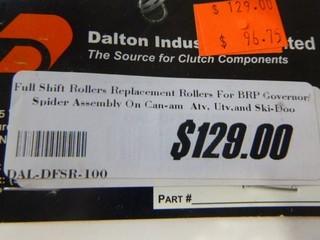 $ 129.00
$ 96.75
Dalton Indus
The Source for Clutch Components
Full Shift Rollers Replacement Rollers For BRP Governor/
Spider Assembly On Can-am Atv, Utv,and Ski-Doo
$129.00
DAL-DFSR-100
PART#